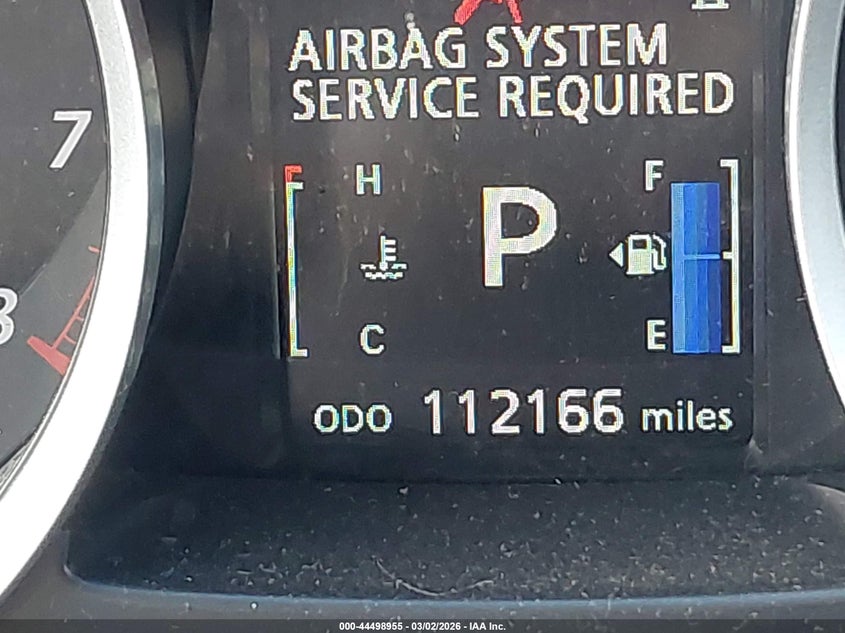 AIRBAG SYSTEM
SERVICE REQUIRED
7
H
F
P
C
E
ODO 112166 miles
000-44498955 - 03/02/2026 - IAA Inc.